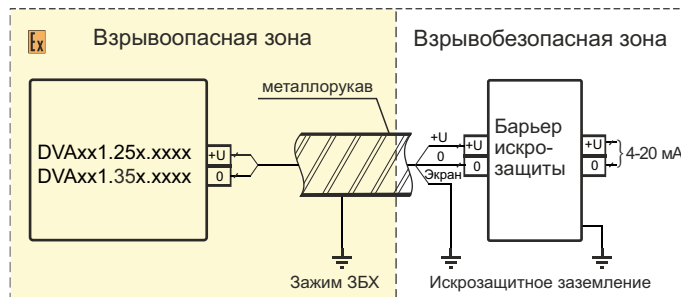 Ex
Взрывоопасная зона
Взрывобезопасная зона
металлорукав
DVAxx1.25x.xxxx
DVAxx1.35x.xxxx
+U
0
+U
0
Экран
+U
0
Барьер
искро-
защиты
+U
0
4-20 мА
Зажим ЗБХ
Искрозащитное заземление